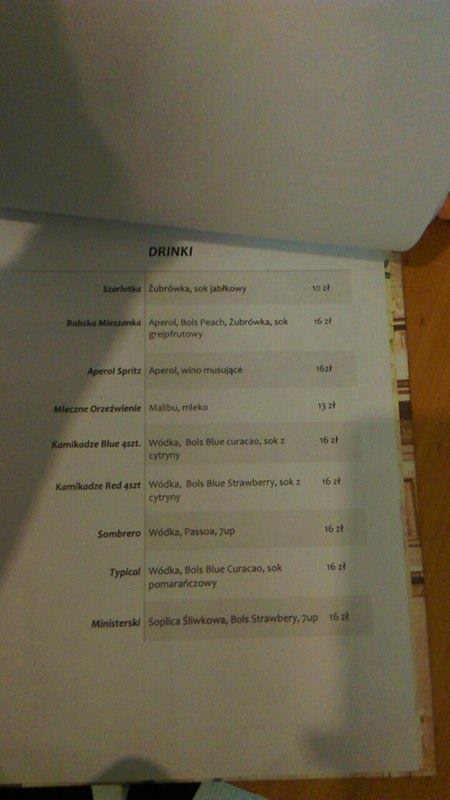 DRINKI
Szarlotka Żubrówka, sok jabłkowy 10 zł
Babska Mieszanka Aperol, Bols Peach, Żubrówka, sok 16 zł
grejpfrutowy
Aperol Spritz Aperol, wino musujące 16zł
Mleczne Orzeźwienie Malibu, mleko 13 zł
Kamikadze Blue 4szt. Wódka, Bols Blue curacao, sok z 16 zł
cytryny
Kamikadze Red 4szt Wódka, Bols Blue Strawberry, sok z 16 zł
cytryny
Sombrero Wódka, Passoa, 7up 16 zł
Typical Wódka, Bols Blue Curacao, sok 16 zł
pomarańczowy
Ministerski Soplica Śliwkowa, Bols Strawbery, 7up 16 zł